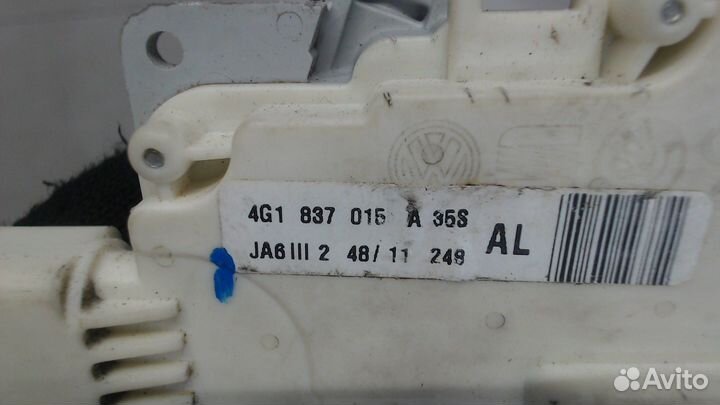 4G1 837 015 A 35S
JA6 III 2 48/11 248
AL
Avito